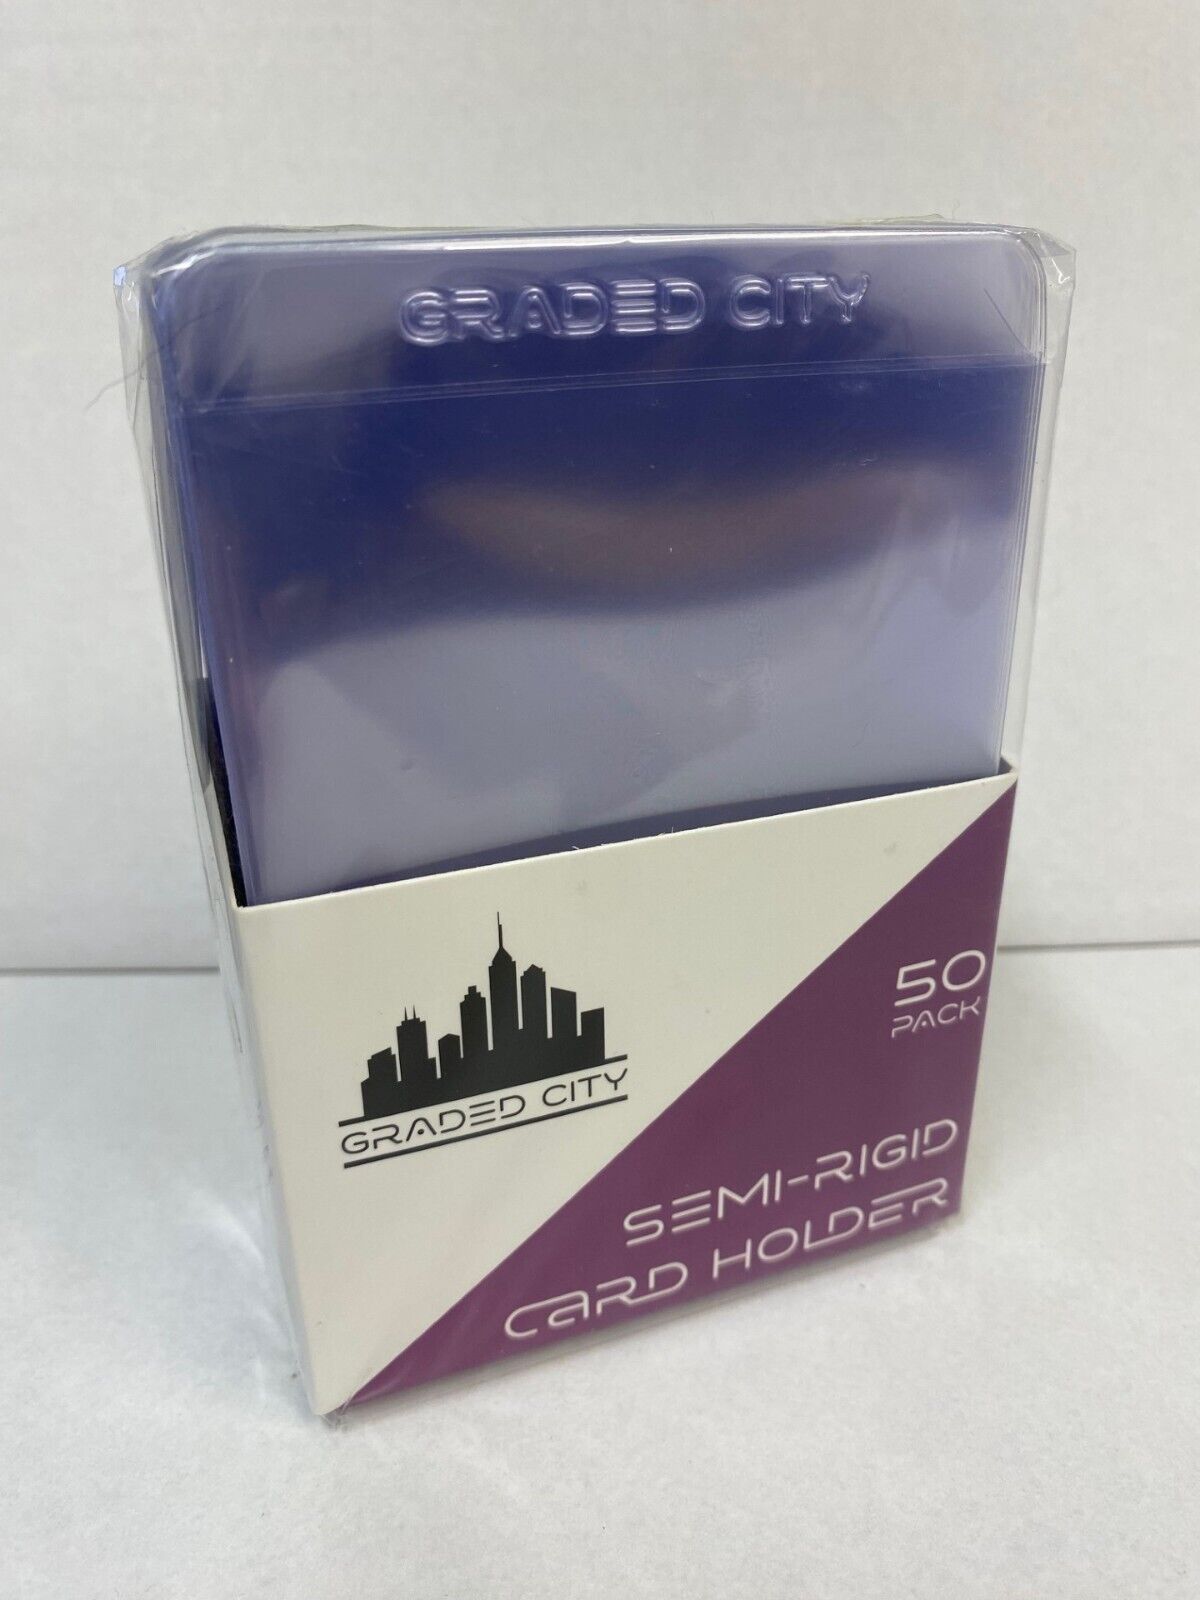 GRADED CITY
50
PACK
GRADED CITY
SEMI-RIGID
CARD HOLDER